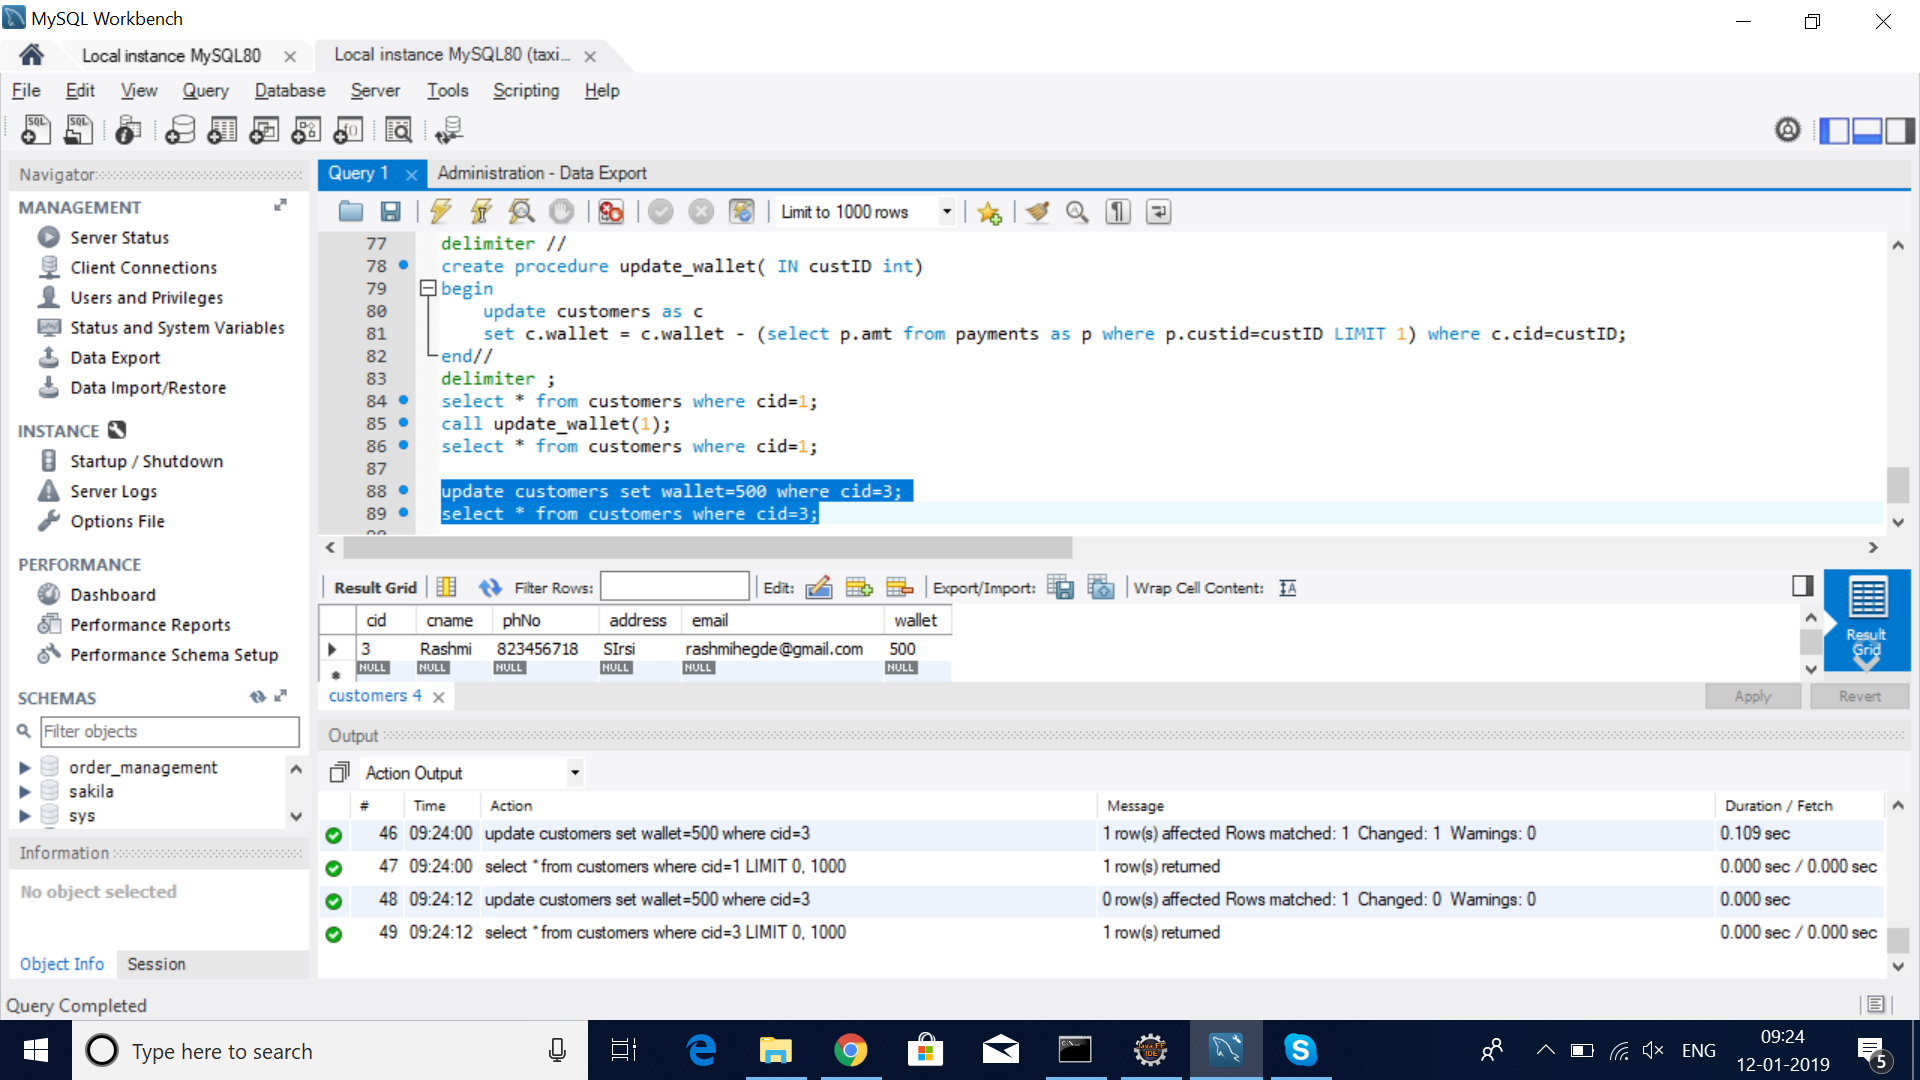 MySQL Workbench
Local instance MySQL80
Local instance MySQL80 (taxi...
File Edit View Query Database Server Tools Scripting Help
Navigator
MANAGEMENT
Server Status
Client Connections
Users and Privileges
Status and System Variables
Data Export
Data Import/Restore
INSTANCE
Startup / Shutdown
Server Logs
Options File
PERFORMANCE
Dashboard
Performance Reports
Performance Schema Setup
SCHEMAS
Filter objects
order_management
sakila
sys
Information
No object selected
Object Info Session
Query 1
Administration - Data Export
Limit to 1000 rows
77 delimiter //
78 create procedure update_wallet( IN custID int)
79 begin
80 update customers as c
81 set c.wallet = c.wallet - (select p.amt from payments as p where p.custid=custID LIMIT 1) where c.cid=custID;
82 end//
83 delimiter ;
84 select * from customers where cid=1;
85 call update_wallet(1);
86 select * from customers where cid=1;
87
88 update customers set wallet=500 where cid=3;
89 select * from customers where cid=3;
Result Grid Filter Rows: Edit: Export/Import: Wrap Cell Content:
cid cname phNo address email wallet
3 Rashmi 823456718 SIrsi rashmihegde@gmail.com 500
NULL NULL NULL NULL NULL NULL
Result
Grid
customers 4
Apply Revert
Output
Action Output
# Time Action Message Duration / Fetch
46 09:24:00 update customers set wallet=500 where cid=3 1 row(s) affected Rows matched: 1 Changed: 1 Warnings: 0 0.109 sec
47 09:24:00 select * from customers where cid=1 LIMIT 0, 1000 1 row(s) returned 0.000 sec / 0.000 sec
48 09:24:12 update customers set wallet=500 where cid=3 0 row(s) affected Rows matched: 1 Changed: 0 Warnings: 0 0.000 sec
49 09:24:12 select * from customers where cid=3 LIMIT 0, 1000 1 row(s) returned 0.000 sec / 0.000 sec
Query Completed
Type here to search
ENG
09:24
12-01-2019
5